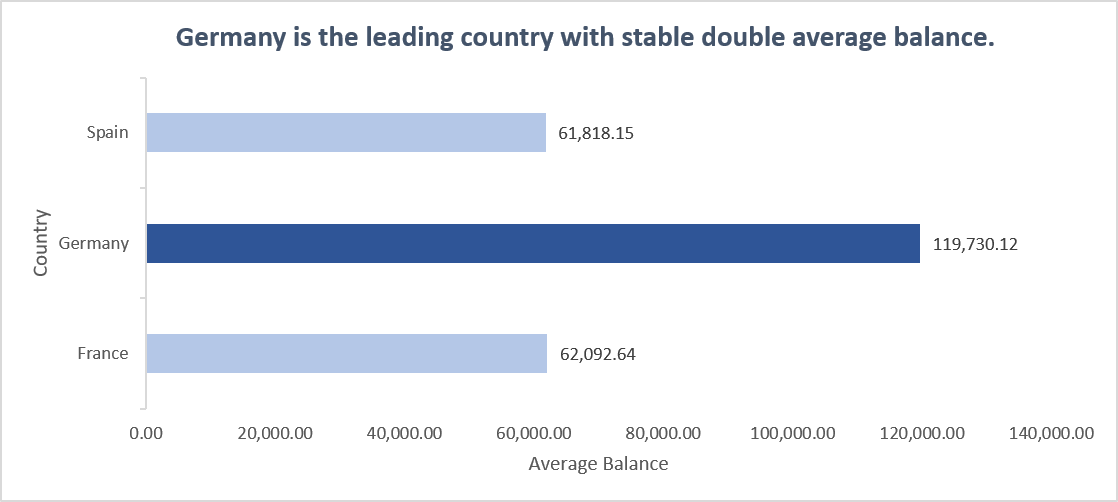 Germany is the leading country with stable double average balance.
Spain
61,818.15
Country
Germany
119,730.12
France
62,092.64
0.00 20,000.00 40,000.00 60,000.00 80,000.00 100,000.00 120,000.00 140,000.00
Average Balance